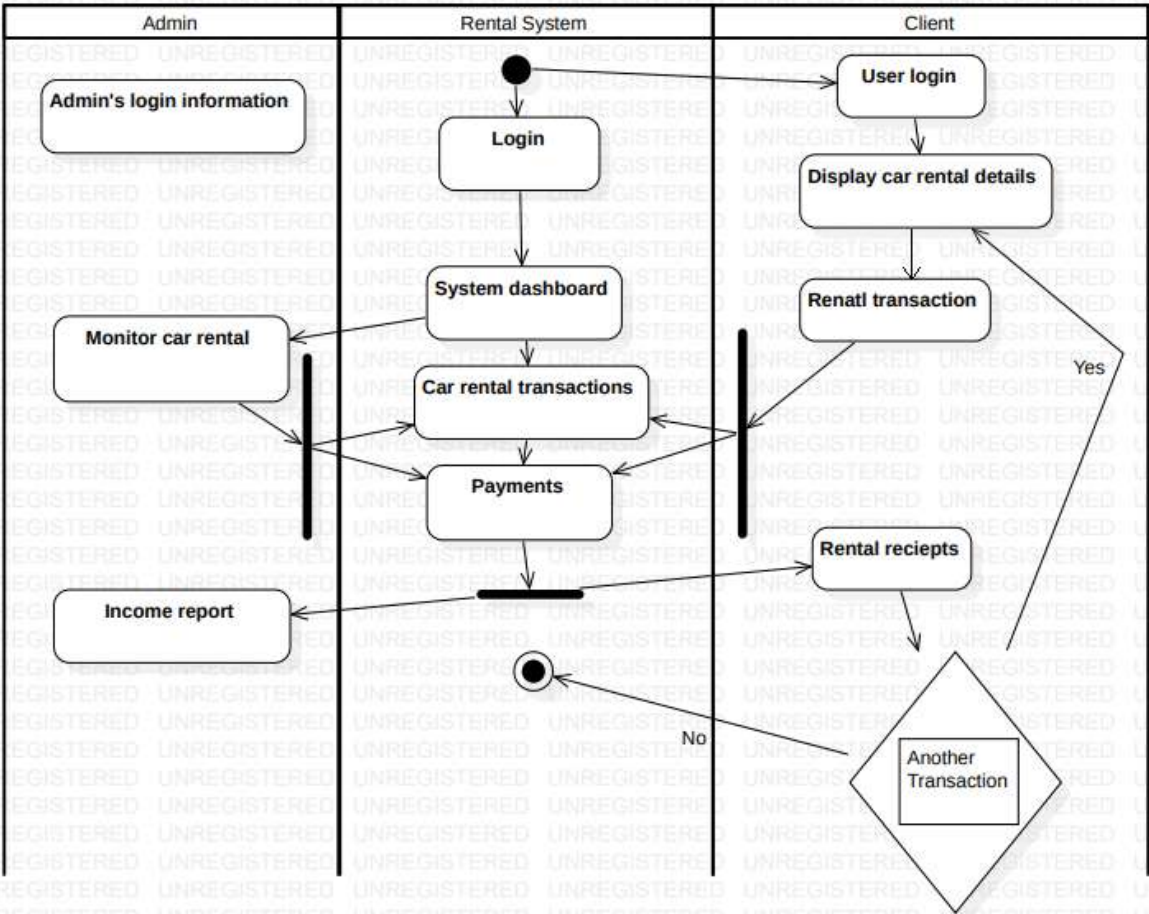 Admin
Rental System
Client
User login
Admin's login information
Login
Display car rental details
System dashboard
Renatl transaction
Monitor car rental
Yes
Car rental transactions
Payments
Rental reciepts
Income report
No
Another
Transaction
UNREGISTERED